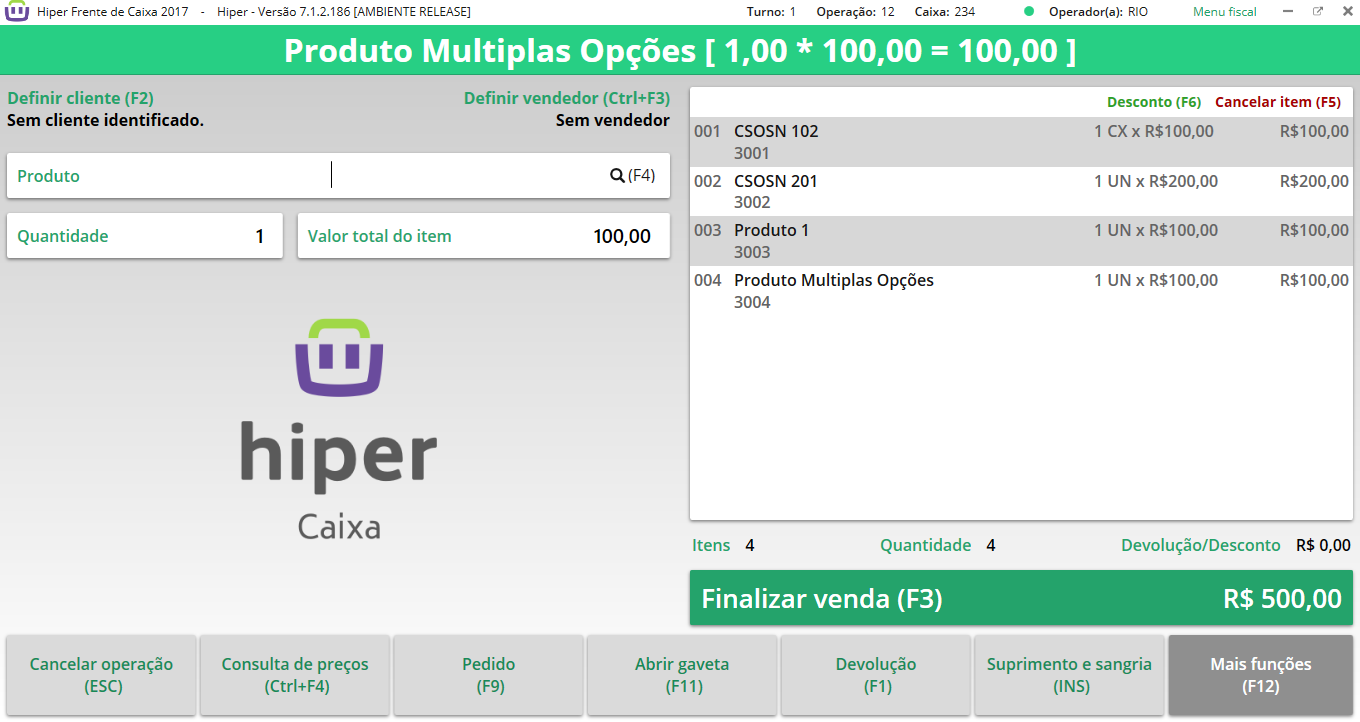 Hiper Frente de Caixa 2017 - Hiper - Versão 7.1.2.186 [AMBIENTE RELEASE] Turno: 1 Operação: 12 Caixa: 234 Operador(a): RIO Menu fiscal
Produto Multiplas Opções [ 1,00 * 100,00 = 100,00 ]
Definir cliente (F2) Definir vendedor (Ctrl+F3)
Sem cliente identificado. Sem vendedor
Produto (F4)
Quantidade 1 Valor total do item 100,00
hiper
Caixa
Desconto (F6) Cancelar item (F5)
001 CSOSN 102 1 CX x R$100,00 R$100,00
3001
002 CSOSN 201 1 UN x R$200,00 R$200,00
3002
003 Produto 1 1 UN x R$100,00 R$100,00
3003
004 Produto Multiplas Opções 1 UN x R$100,00 R$100,00
3004
Itens 4 Quantidade 4 Devolução/Desconto R$ 0,00
Finalizar venda (F3) R$ 500,00
Cancelar operação
(ESC)
Consulta de preços
(Ctrl+F4)
Pedido
(F9)
Abrir gaveta
(F11)
Devolução
(F1)
Suprimento e sangria
(INS)
Mais funções
(F12)